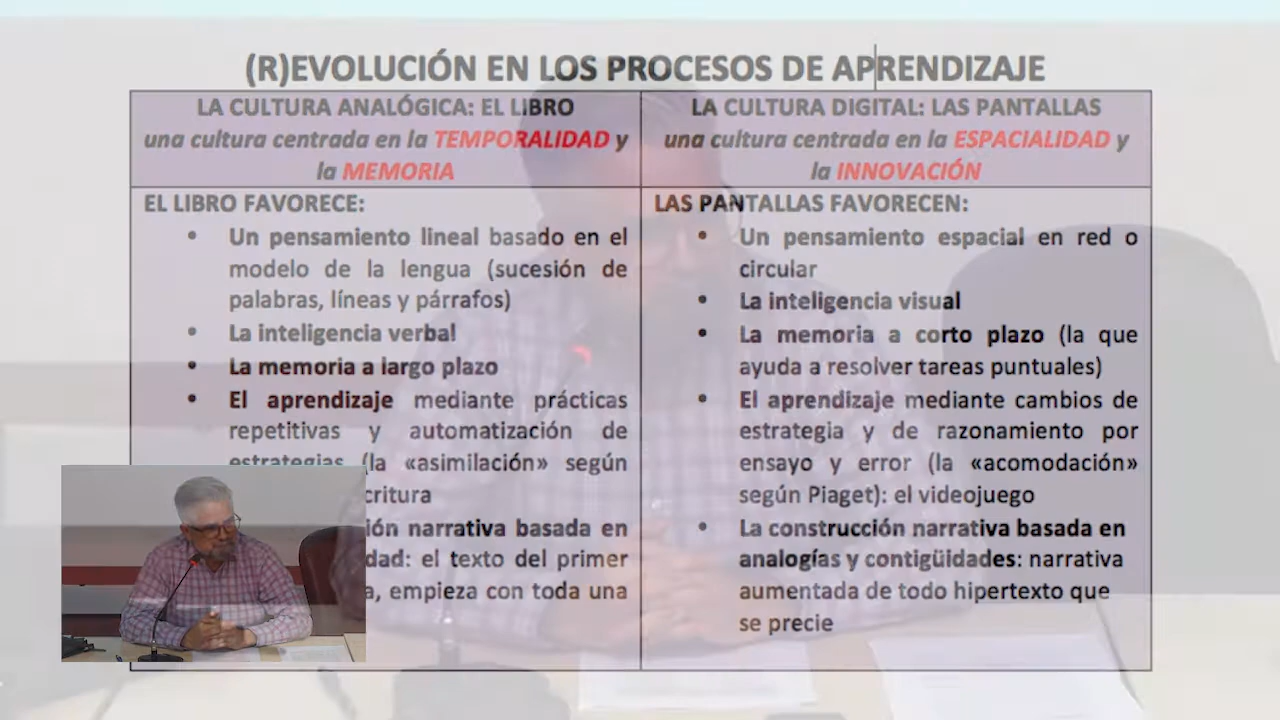 (R)EVOLUCIÓN EN LOS PROCESOS DE APRENDIZAJE
LA CULTURA ANALÓGICA: EL LIBRO
una cultura centrada en la TEMPORALIDAD y
la MEMORIA
EL LIBRO FAVORECE:
• Un pensamiento lineal basado en el
modelo de la lengua (sucesión de
palabras, líneas y párrafos)
• La inteligencia verbal
• La memoria a largo plazo
• El aprendizaje mediante prácticas
repetitivas y automatización de
estrategias (la «asimilación» según
critura
ión narrativa basada en
dad: el texto del primer
a, empieza con toda una
LA CULTURA DIGITAL: LAS PANTALLAS
una cultura centrada en la ESPACIALIDAD y
la INNOVACIÓN
LAS PANTALLAS FAVORECEN:
• Un pensamiento espacial en red o
circular
• La inteligencia visual
• La memoria a corto plazo (la que
ayuda a resolver tareas puntuales)
• El aprendizaje mediante cambios de
estrategia y de razonamiento por
ensayo y error (la «acomodación»
según Piaget): el videojuego
• La construcción narrativa basada en
analogías y contigüidades: narrativa
aumentada de todo hipertexto que
se precie